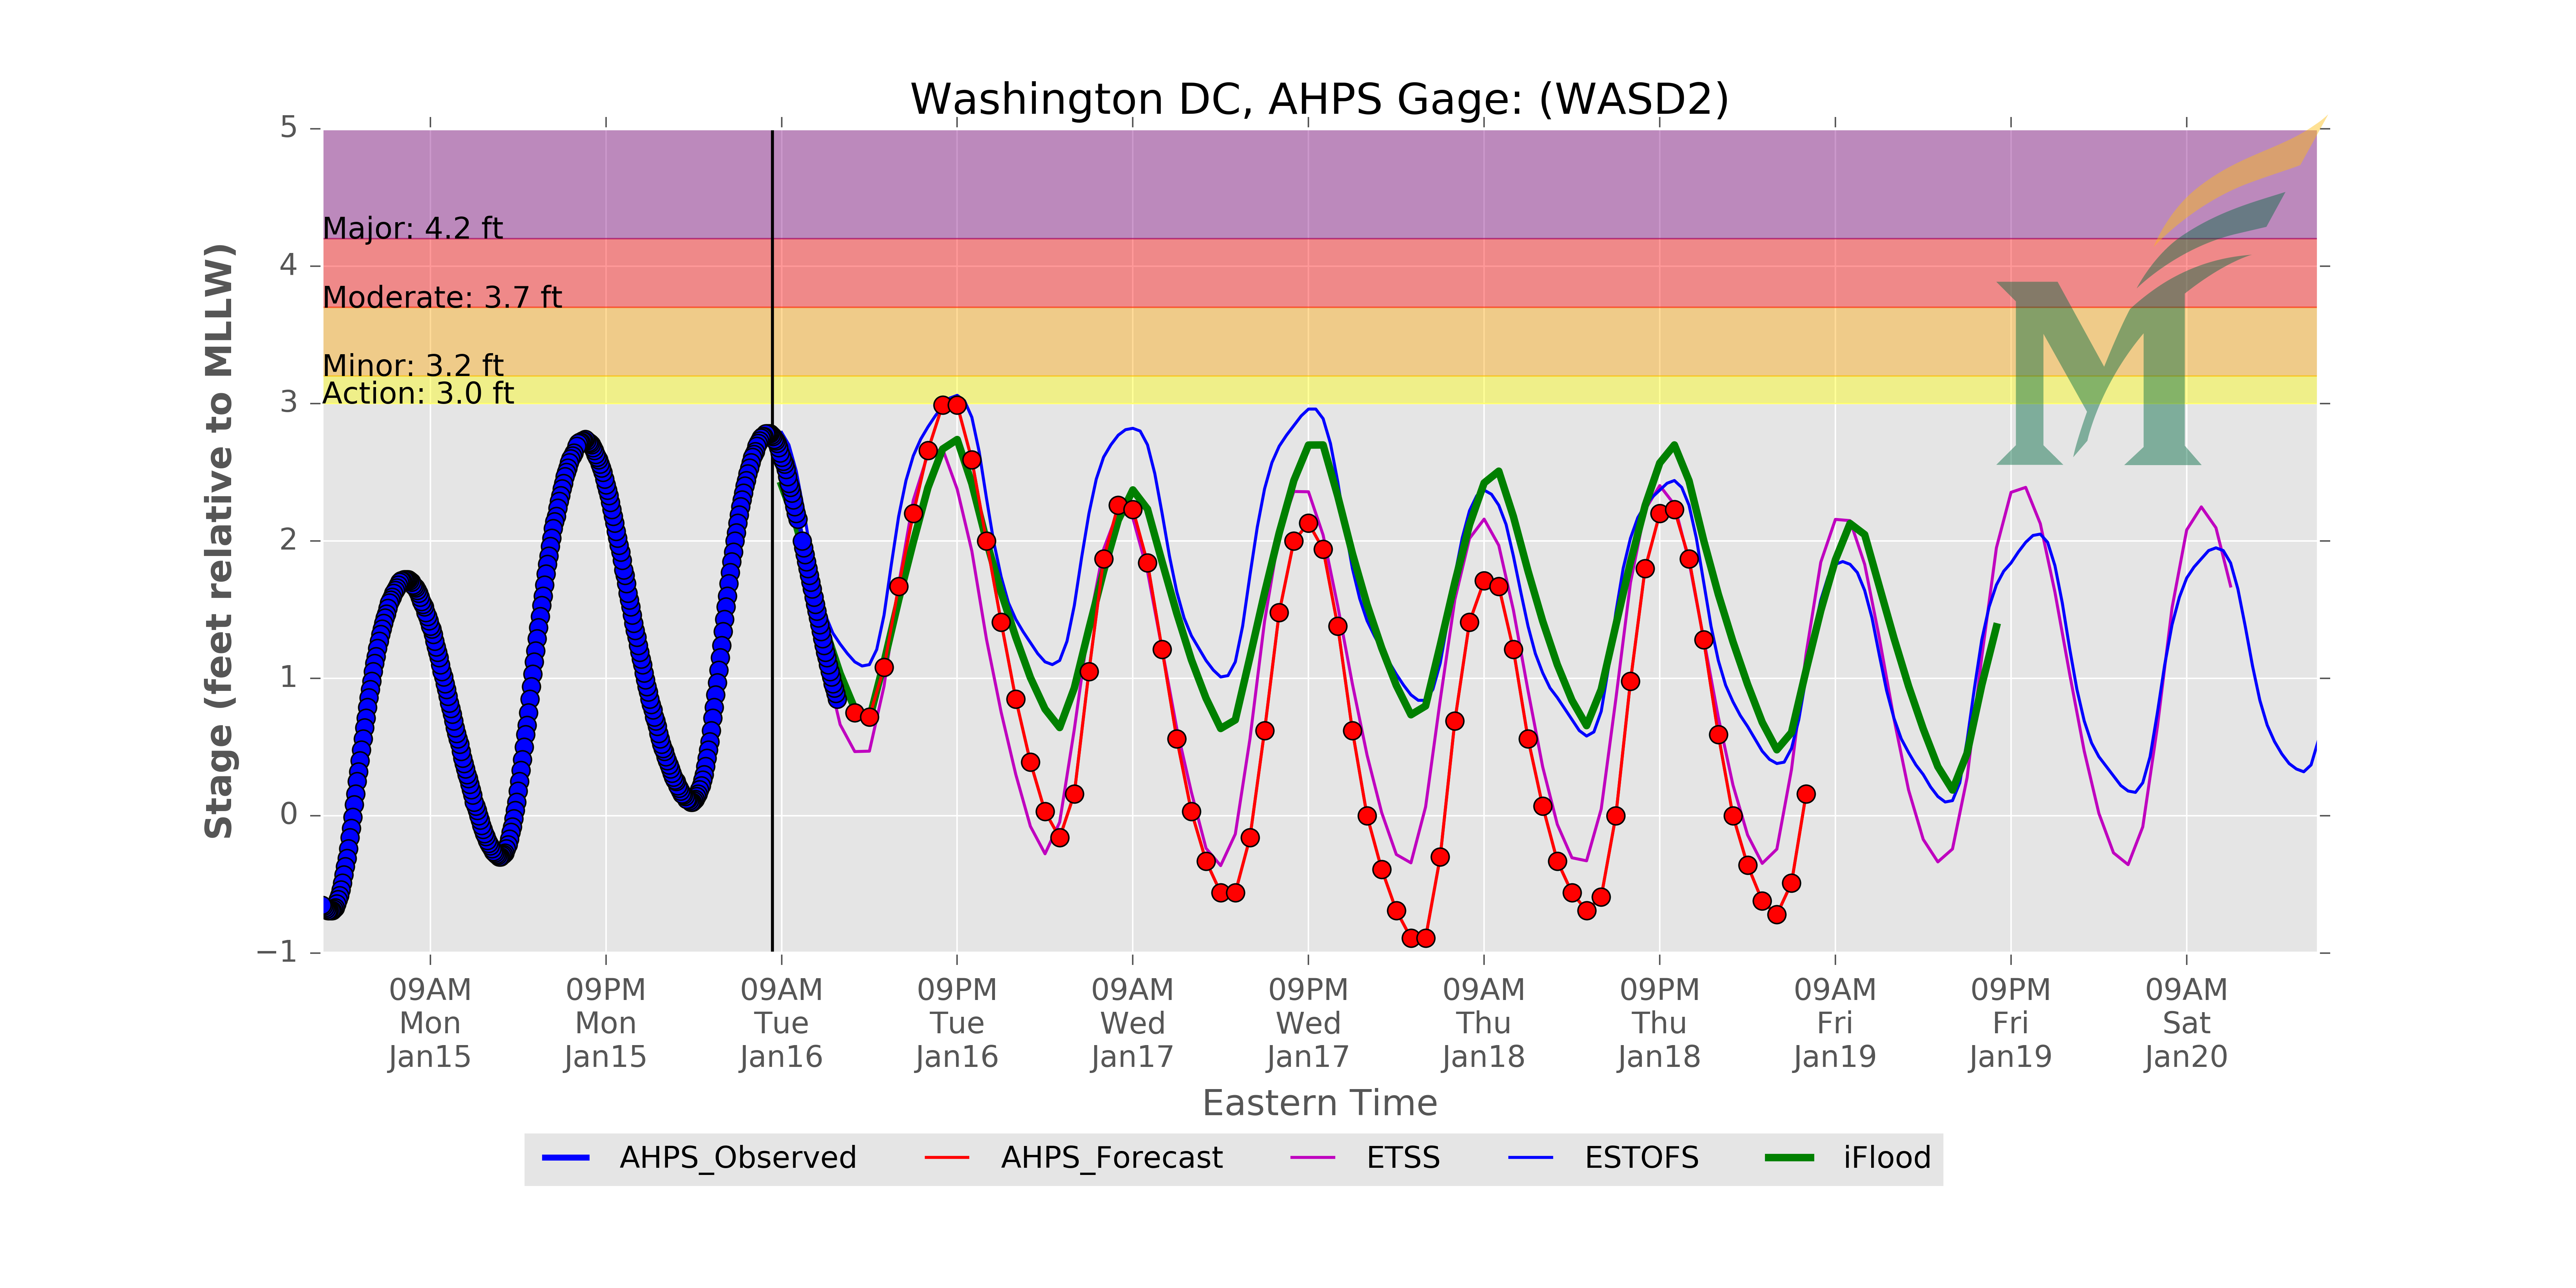 Washington DC, AHPS Gage: (WASD2)
Stage (feet relative to MLLW)
5
4
3
2
1
0
−1
Major: 4.2 ft
Moderate: 3.7 ft
Minor: 3.2 ft
Action: 3.0 ft
09AM 09PM 09AM 09PM 09AM 09PM 09AM 09PM 09AM 09PM 09AM
Mon Mon Tue Tue Wed Wed Thu Thu Fri Fri Sat
Jan15 Jan15 Jan16 Jan16 Jan17 Jan17 Jan18 Jan18 Jan19 Jan19 Jan20
Eastern Time
AHPS_Observed AHPS_Forecast ETSS ESTOFS iFlood
M